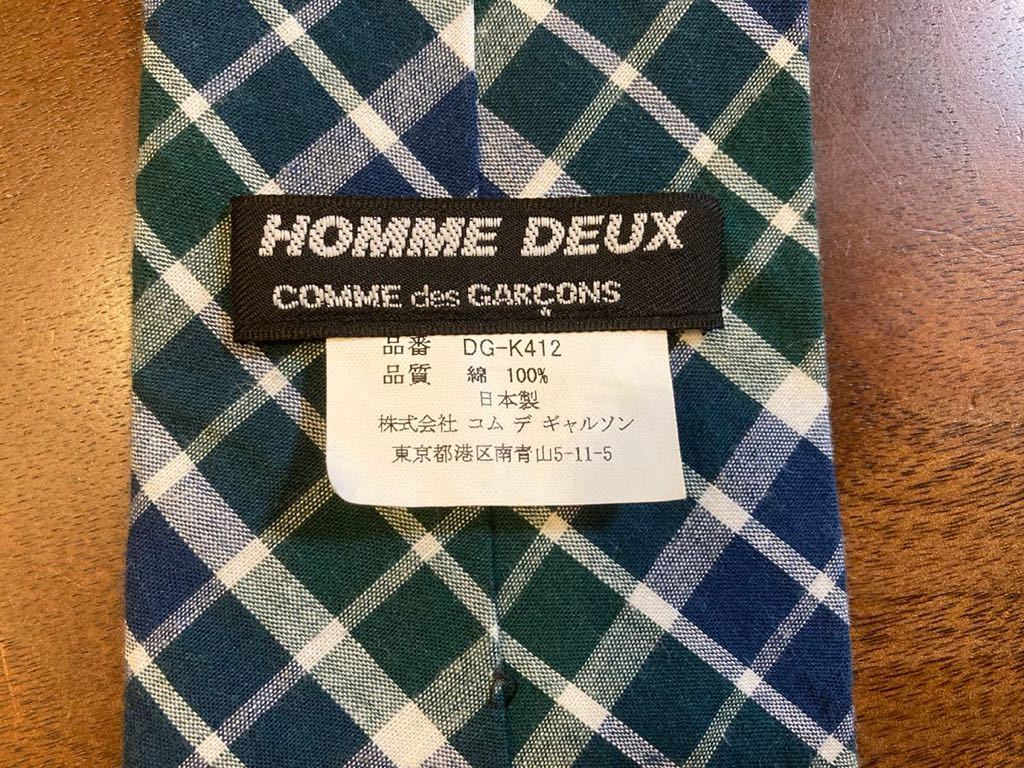 HOMME DEUX
COMME des GARÇONS
品番 DG-K412
品質 綿 100%
日本製
株式会社 コム デ ギャルソン
東京都港区南青山5-11-5